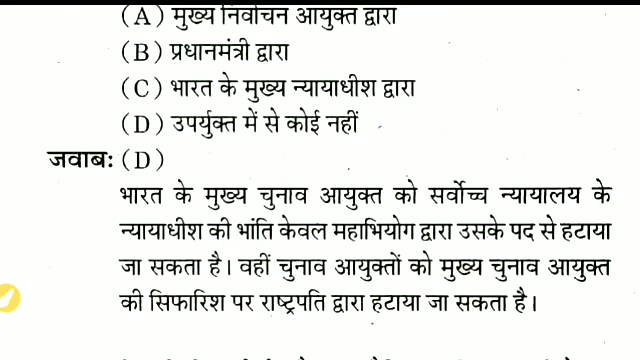 (A) मुख्य निर्वाचन आयुक्त द्वारा
(B) प्रधानमंत्री द्वारा
(C) भारत के मुख्य न्यायाधीश द्वारा
(D) उपर्युक्त में से कोई नहीं
जवाब: (D)
भारत के मुख्य चुनाव आयुक्त को सर्वोच्च न्यायालय के
न्यायाधीश की भांति केवल महाभियोग द्वारा उसके पद से हटाया
जा सकता है। वहीं चुनाव आयुक्तों को मुख्य चुनाव आयुक्त
की सिफारिश पर राष्ट्रपति द्वारा हटाया जा सकता है।